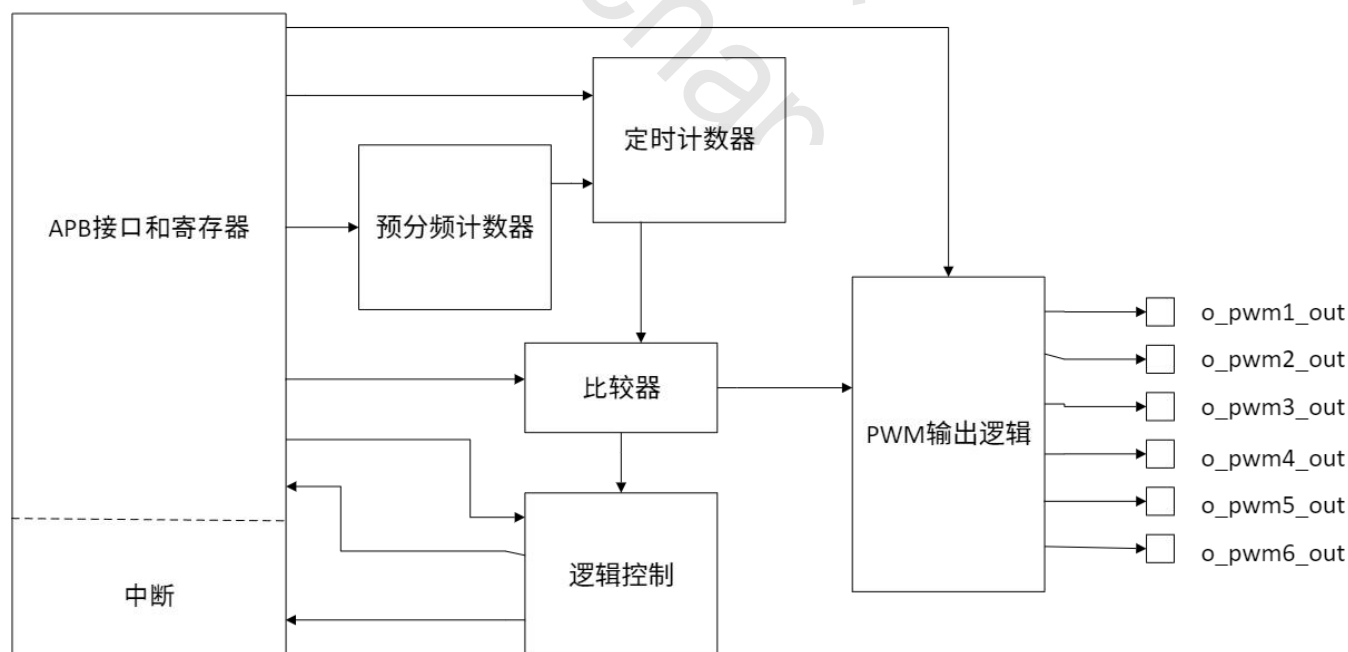 定时计数器
APB接口和寄存器
预分频计数器
o_pwm1_out
o_pwm2_out
比较器
o_pwm3_out
PWM输出逻辑
o_pwm4_out
o_pwm5_out
o_pwm6_out
逻辑控制
中断